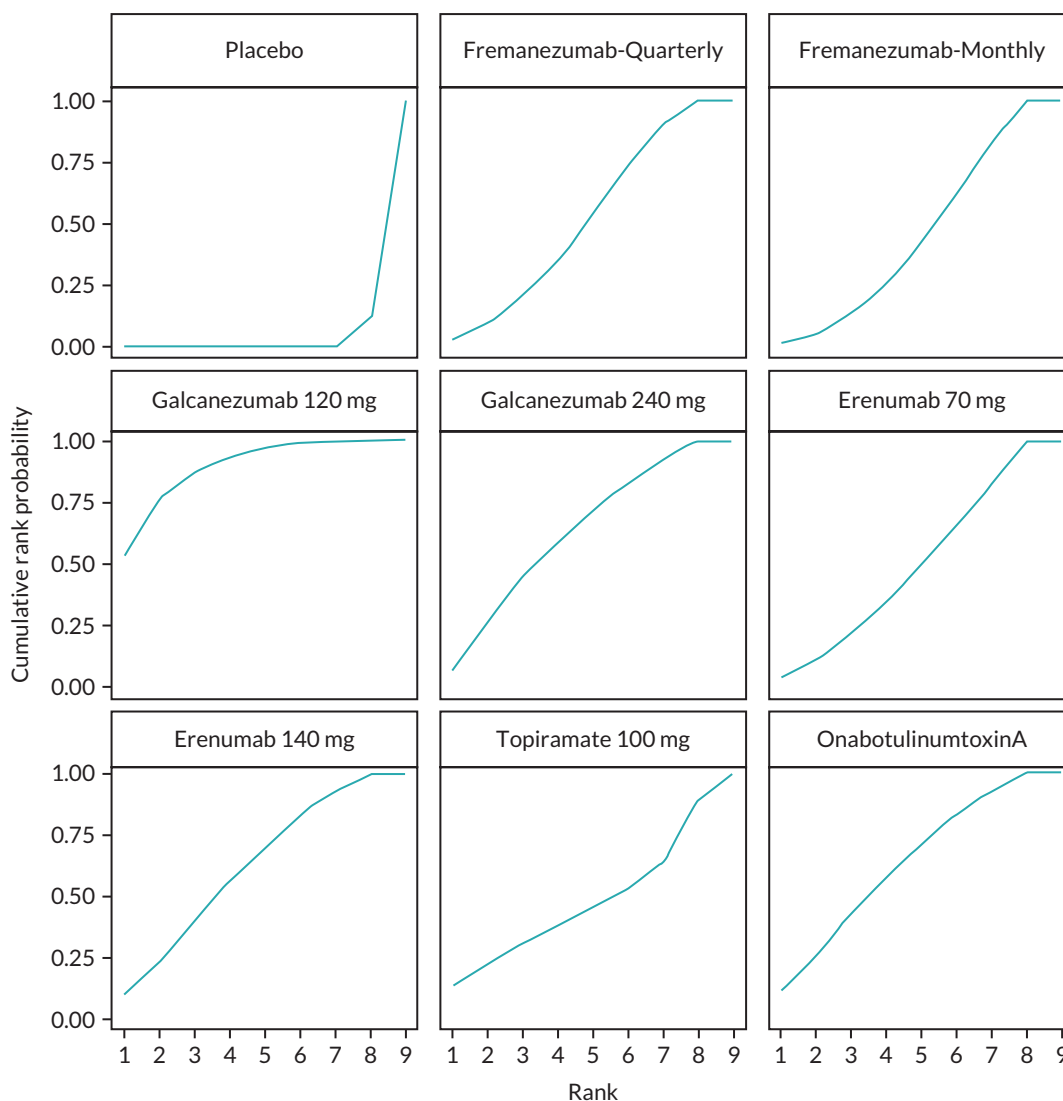 Placebo
Fremanezumab-Quarterly
Fremanezumab-Monthly
1.00
0.75
0.50
0.25
0.00
Galcanezumab 120 mg
Galcanezumab 240 mg
Erenumab 70 mg
1.00
0.75
0.50
0.25
0.00
Cumulative rank probability
Erenumab 140 mg
Topiramate 100 mg
OnabotulinumtoxinA
1.00
0.75
0.50
0.25
0.00
1 2 3 4 5 6 7 8 9
1 2 3 4 5 6 7 8 9
1 2 3 4 5 6 7 8 9
Rank